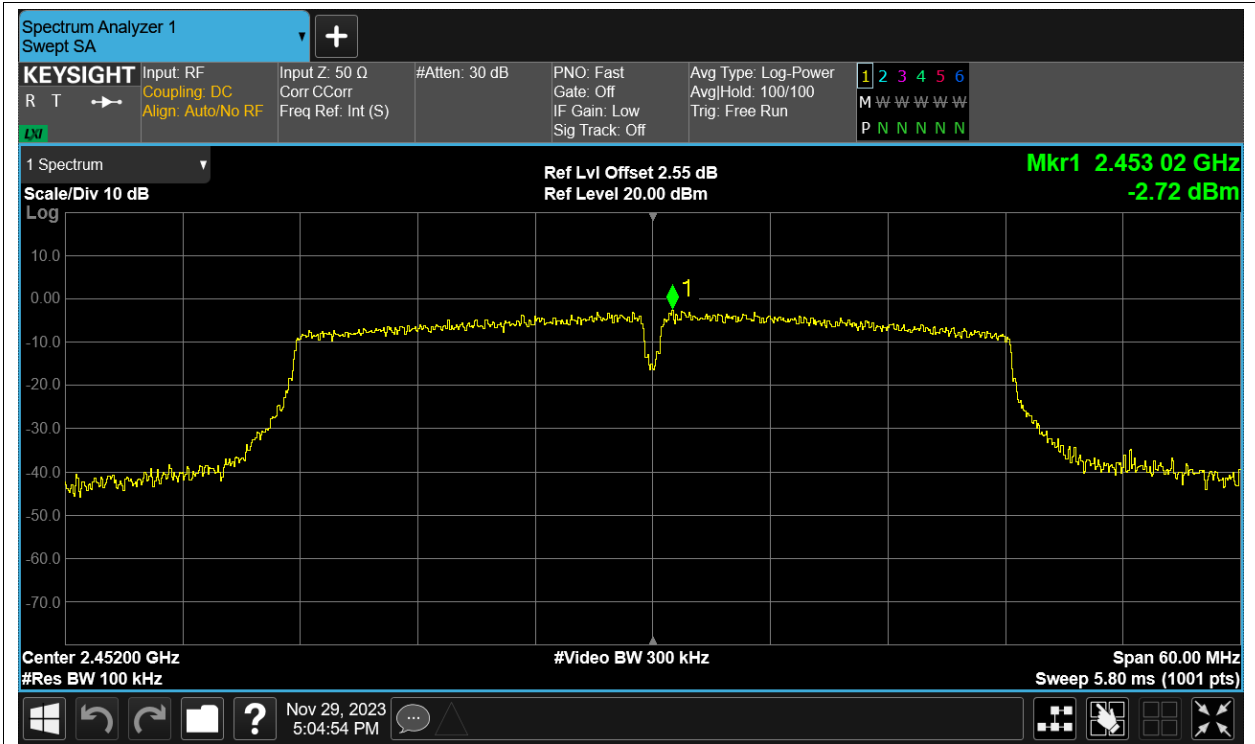 Spectrum Analyzer 1
Swept SA
KEYSIGHT Input: RF Input Z: 50 Ω #Atten: 30 dB PNO: Fast Avg Type: Log-Power 1 2 3 4 5 6
R T Coupling: DC Corr CCorr Gate: Off Avg|Hold: 100/100 M W W W W W
Align: Auto/No RF Freq Ref: Int (S) IF Gain: Low Trig: Free Run
LXI Sig Track: Off P N N N N N
1 Spectrum Ref Lvl Offset 2.55 dB Mkr1 2.453 02 GHz
Scale/Div 10 dB Ref Level 20.00 dBm -2.72 dBm
Log
10.0
1
0.00
-10.0
-20.0
-30.0
-40.0
-50.0
-60.0
-70.0
Center 2.45200 GHz #Video BW 300 kHz Span 60.00 MHz
#Res BW 100 kHz Sweep 5.80 ms (1001 pts)
? Nov 29, 2023
5:04:54 PM